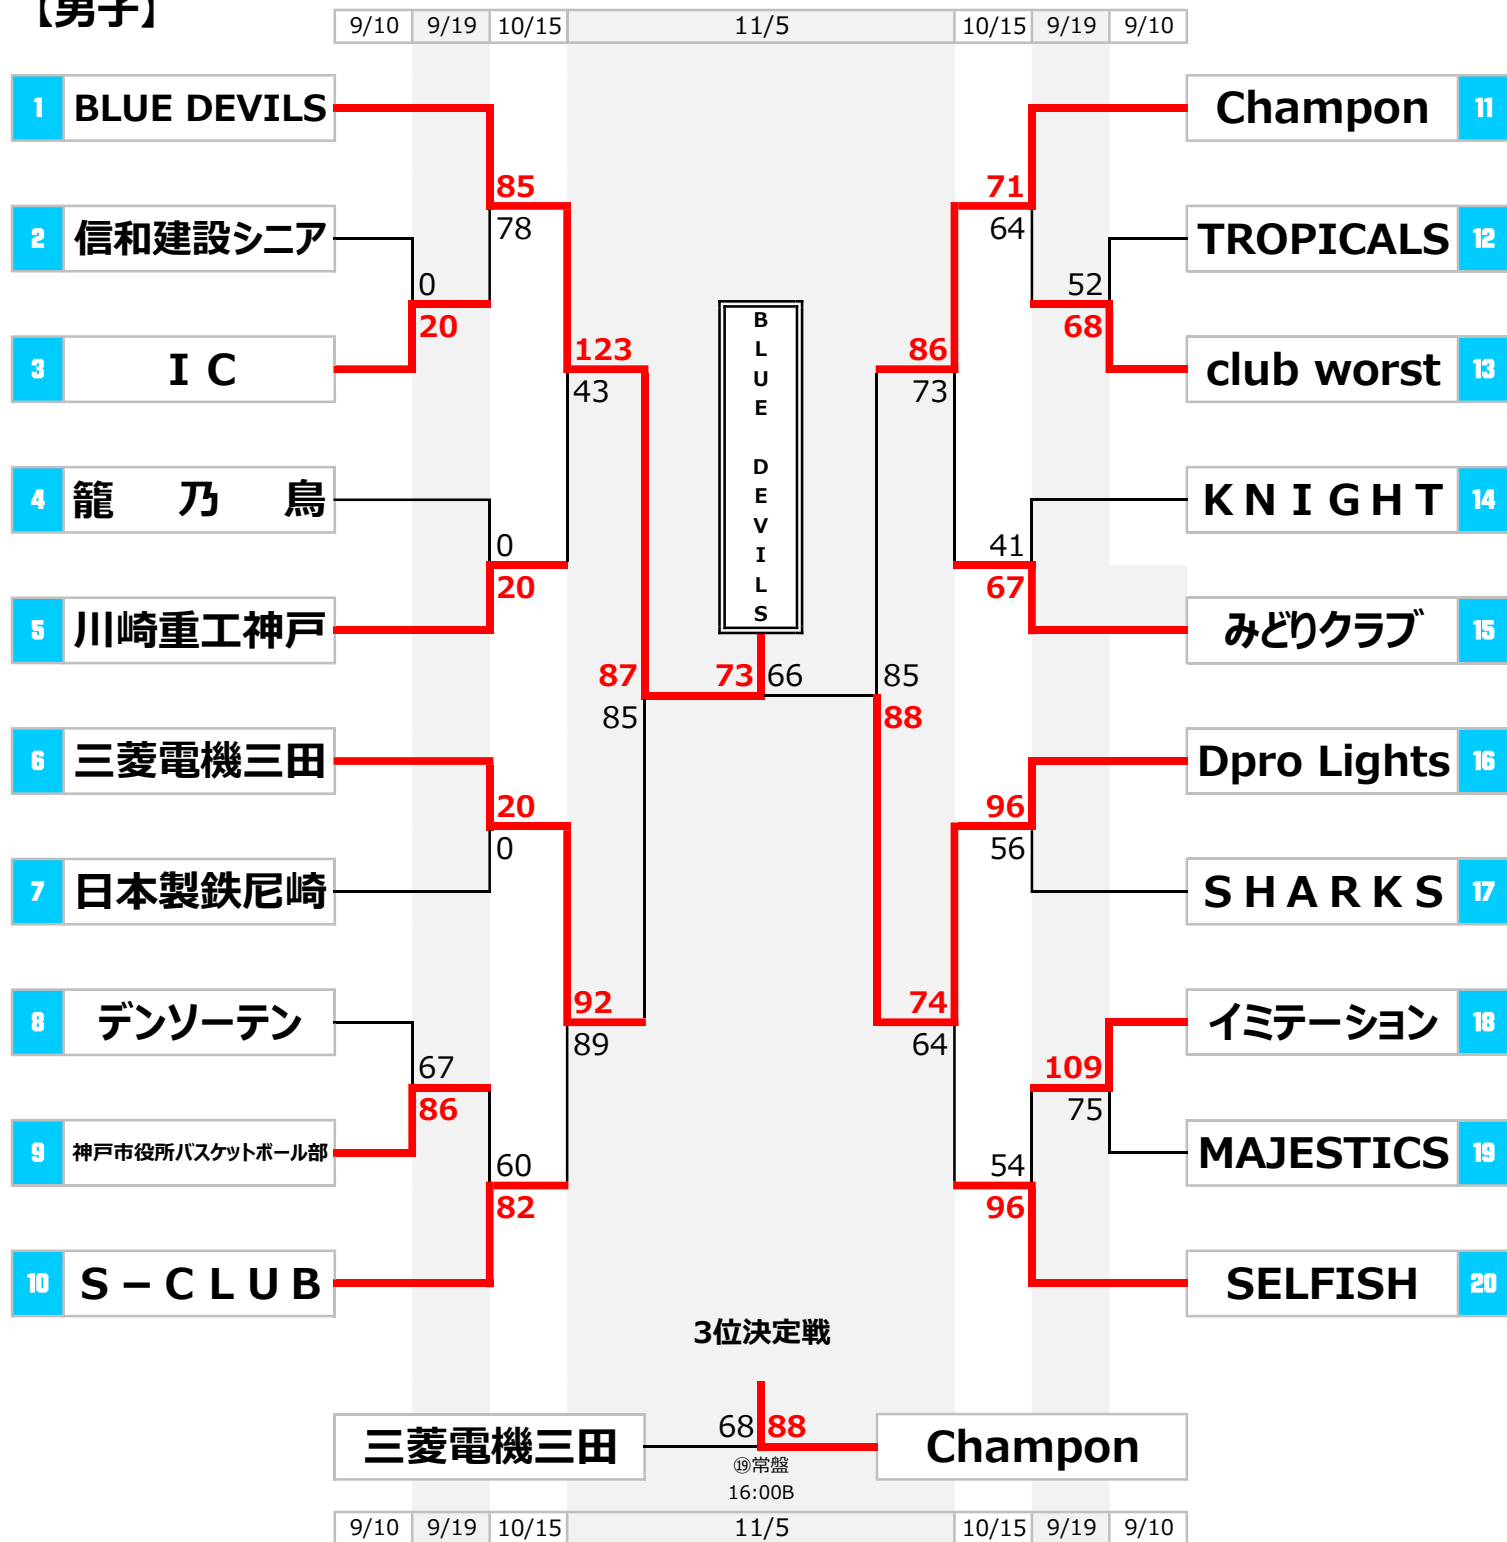 【男子】
9/10 9/19 10/15 11/5 10/15 9/19 9/10
1 BLUE DEVILS
Champon 11
85
71
2 信和建設シニア
78
64
TROPICALS 12
0
52
20
68
3 ＩＣ
123
86
club worst 13
43
73
BLUE DEVILS
4 籠乃鳥
ＫＮＩＧＨＴ 14
0
41
20
67
5 川崎重工神戸
みどりクラブ 15
87
73 66
85
85
88
6 三菱電機三田
Dpro Lights 16
20
96
0
56
7 日本製鉄尼崎
ＳＨＡＲＫＳ 17
8 デンソーテン
92
74
イミテーション 18
89
64
67
109
86
75
9 神戸市役所バスケットボール部
MAJESTICS 19
60
54
82
96
10 Ｓ－ＣＬＵＢ
SELFISH 20
3位決定戦
三菱電機三田 68 88 Champon
⑲常盤
16:00B
9/10 9/19 10/15 11/5 10/15 9/19 9/10